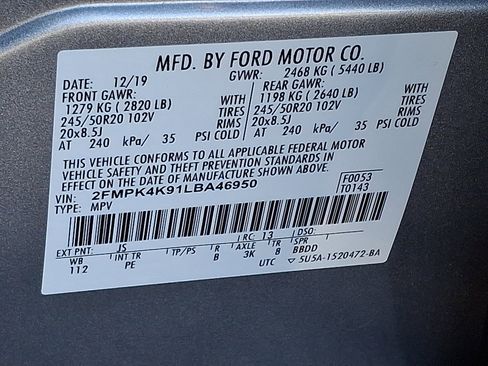 MFD. BY FORD MOTOR CO.
DATE: 12/19 GVWR: 2468 KG ( 5440 LB)
FRONT GAWR: REAR GAWR:
1279 KG ( 2820 LB) WITH 1198 KG ( 2640 LB) WITH
245/50R20 102V TIRES 245/50R20 102V TIRES
20x8.5J RIMS 20x8.5J RIMS
AT 240 kPa/ 35 PSI COLD AT 240 kPa/ 35 PSI COLD
THIS VEHICLE CONFORMS TO ALL APPLICABLE FEDERAL MOTOR
VEHICLE SAFETY AND THEFT PREVENTION STANDARDS IN
EFFECT ON THE DATE OF MANUFACTURE SHOWN ABOVE.
VIN: 2FMPK4K91LBA46950 F0053
TYPE: MPV T0143
EXT PNT: JS RC: 13 DSO:
WB INT TR TP/PS R AXLE TR SPR
112 PE B 3K 8 BBDD
UTC 5U5A-1520472-BA